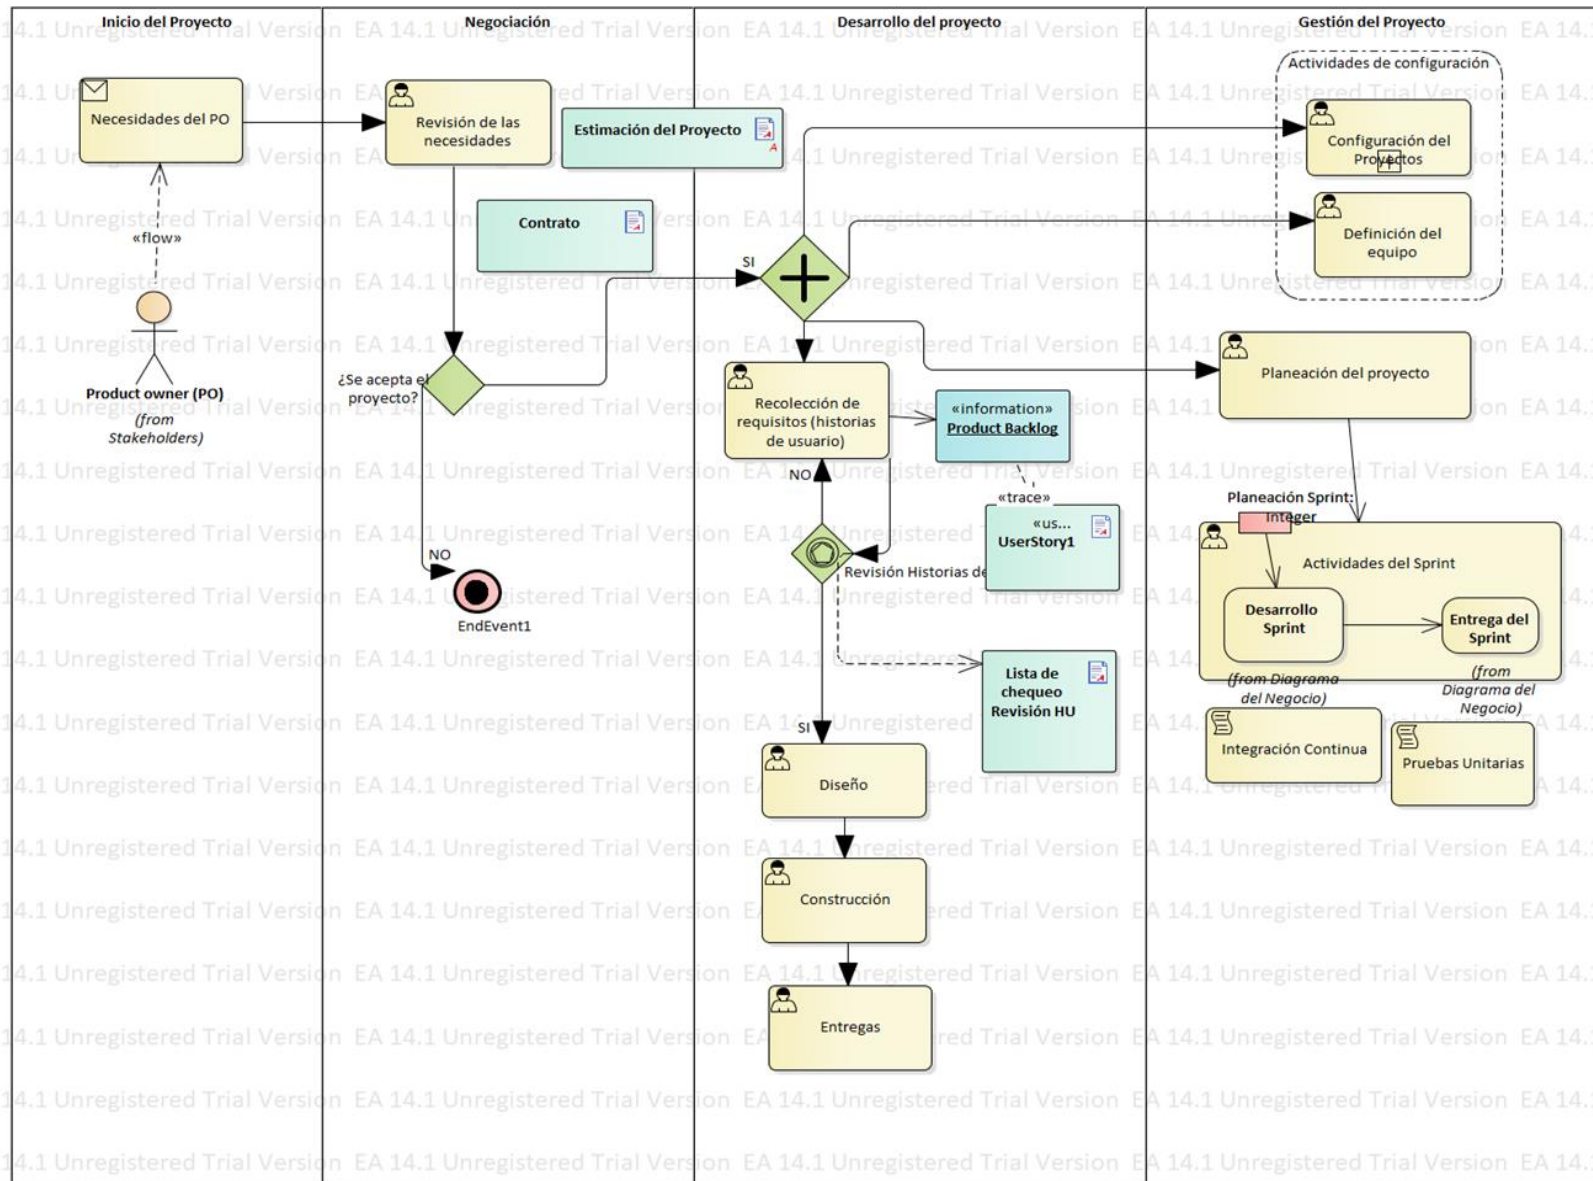 Inicio del Proyecto
Negociación
Desarrollo del proyecto
Gestión del Proyecto
Necesidades del PO
«flow»
Product owner (PO)
(from
Stakeholders)
Revisión de las
necesidades
Estimación del Proyecto
A
Contrato
¿Se acepta el
proyecto?
SI
NO
EndEvent1
Recolección de
requisitos (historias
de usuario)
«information»
Product Backlog
«trace»
«us...
UserStory1
NO
Revisión Historias de
SI
Lista de
chequeo
Revisión HU
Diseño
Construcción
Entregas
Actividades de configuración
Configuración del
Proyectos
Definición del
equipo
Planeación del proyecto
Planeación Sprint:
Integer
Actividades del Sprint
Desarrollo
Sprint
Entrega del
Sprint
(from Diagrama
del Negocio)
(from
Diagrama del
Negocio)
Integración Continua
Pruebas Unitarias
EA 14.1 Unregistered Trial Version